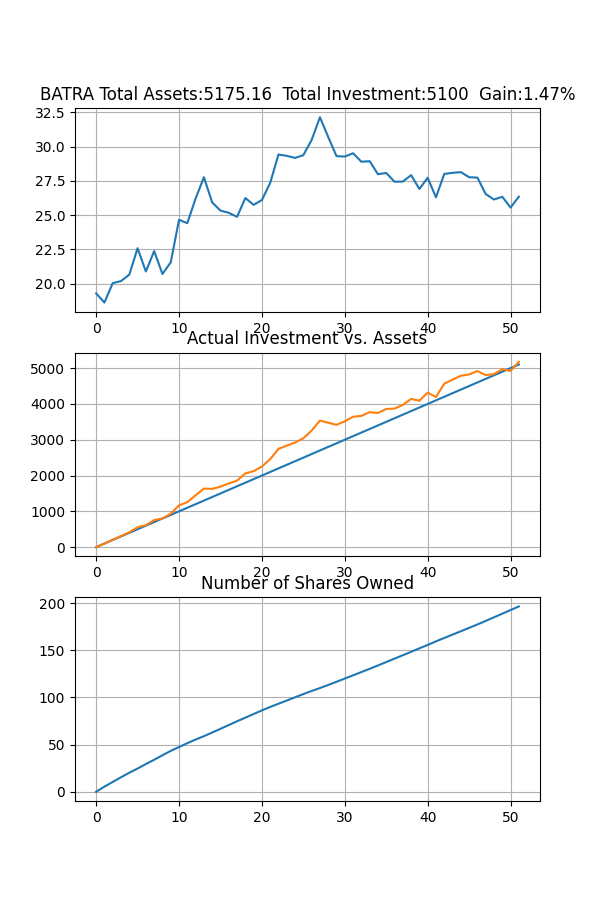 BATRA Total Assets:5175.16  Total Investment:5100  Gain:1.47%
32.5
30.0
27.5
25.0
22.5
20.0
0 10 20 30 40 50
Actual Investment vs. Assets
5000
4000
3000
2000
1000
0
0 10 20 30 40 50
Number of Shares Owned
200
150
100
50
0
0 10 20 30 40 50